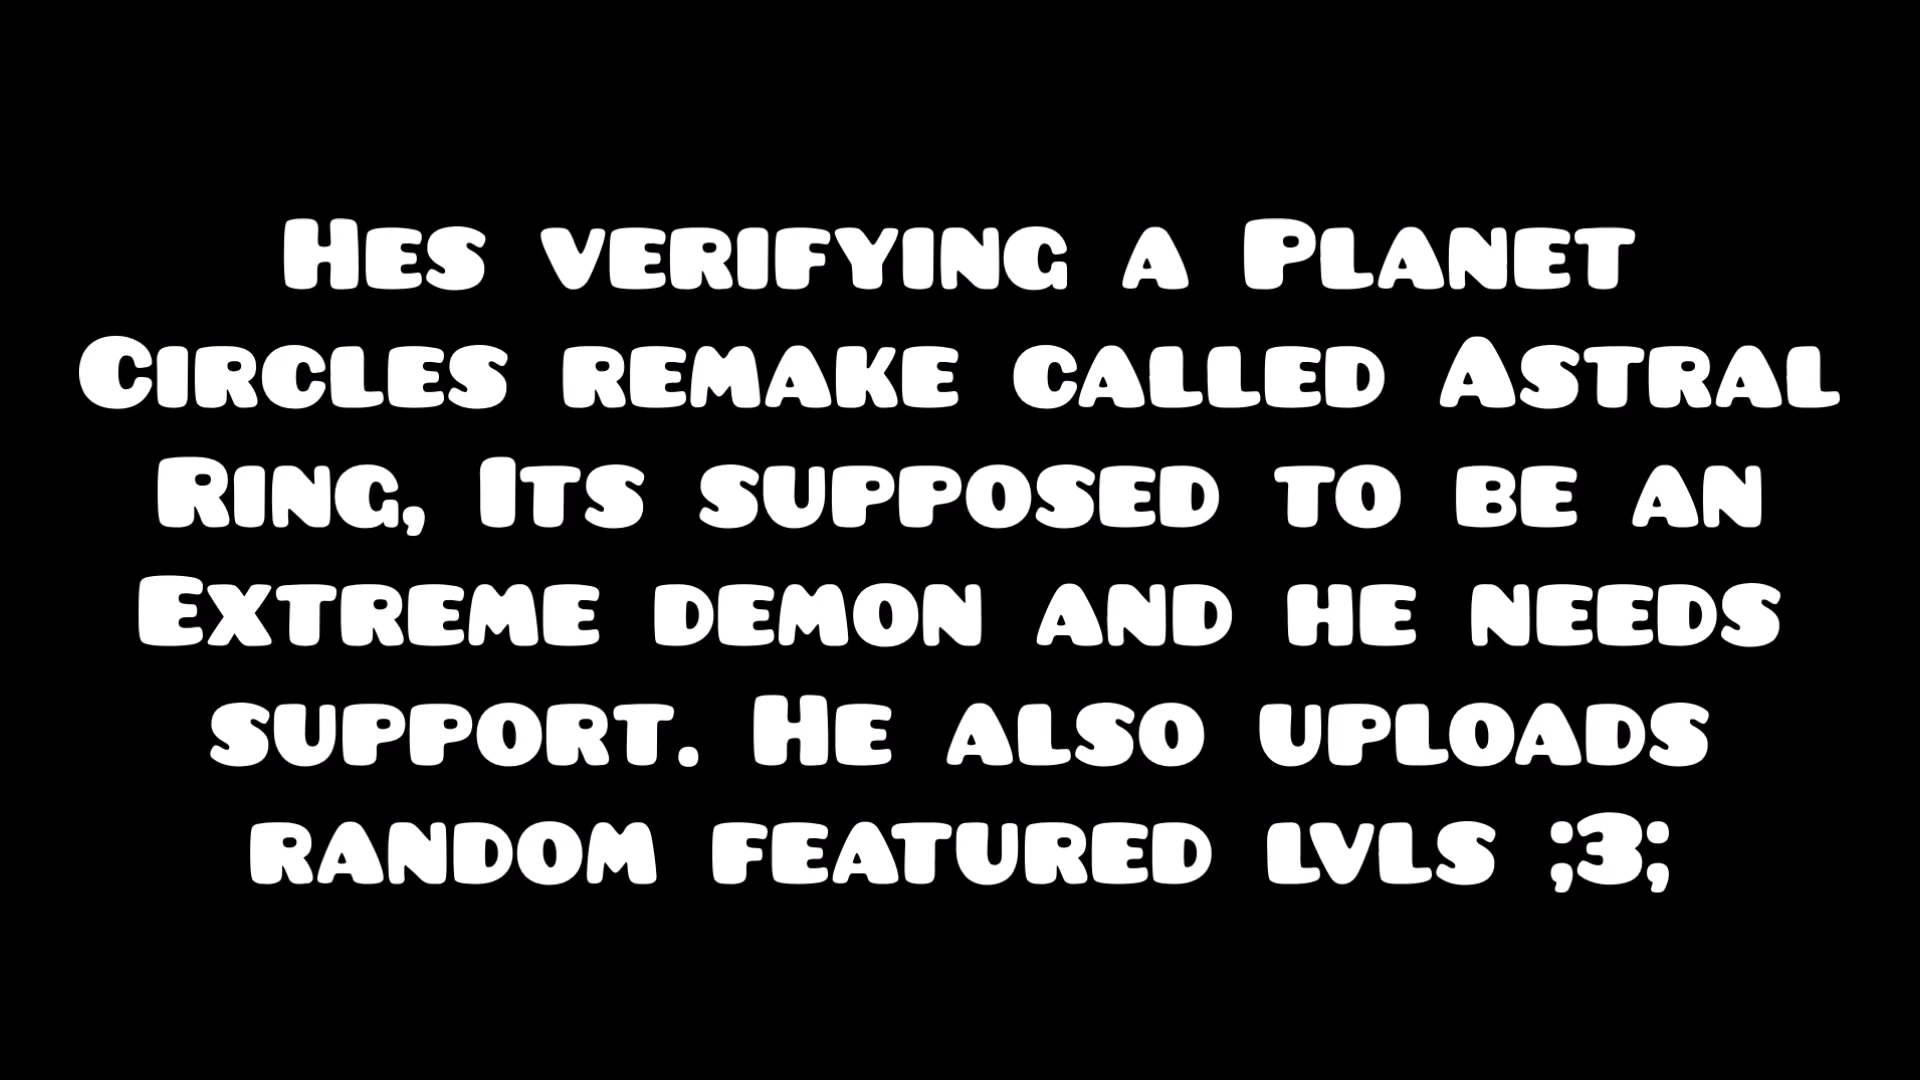 Hes verifying a Planet
Circles remake called Astral
Ring, Its supposed to be an
Extreme demon and he needs
support. He also uploads
random featured lvls ;3;